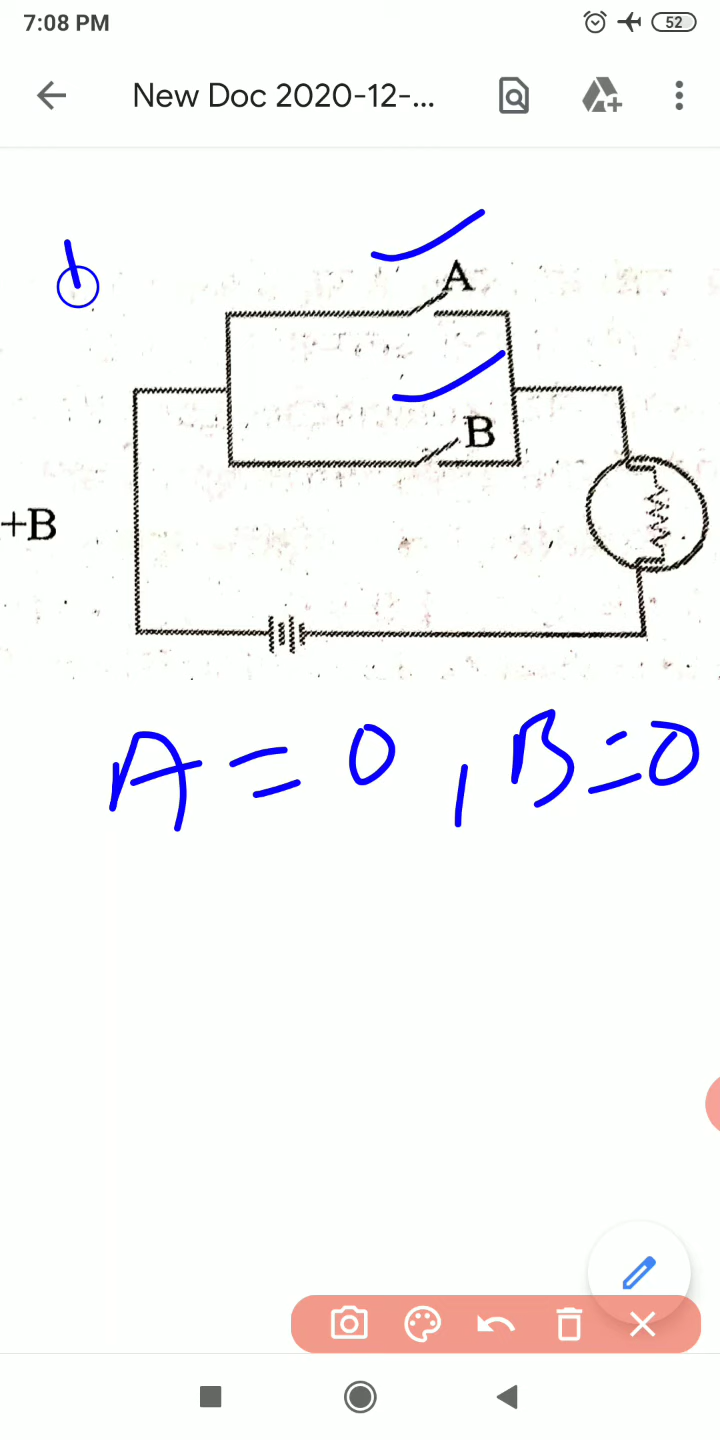 7:08 PM
52
New Doc 2020-12-...
A
B
+B
A = 0 , B = 0